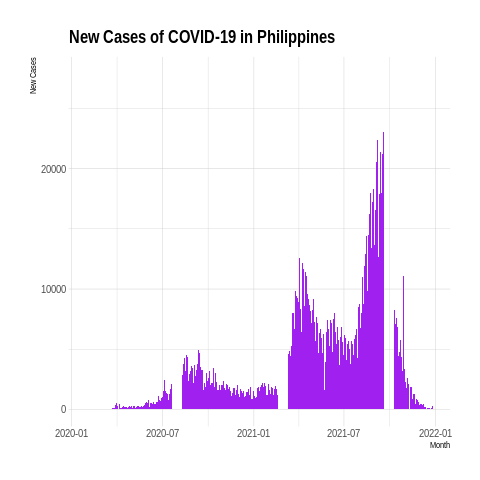 New Cases of COVID-19 in Philippines
New Cases
20000
10000
0
2020-01 2020-07 2021-01 2021-07 2022-01
Month